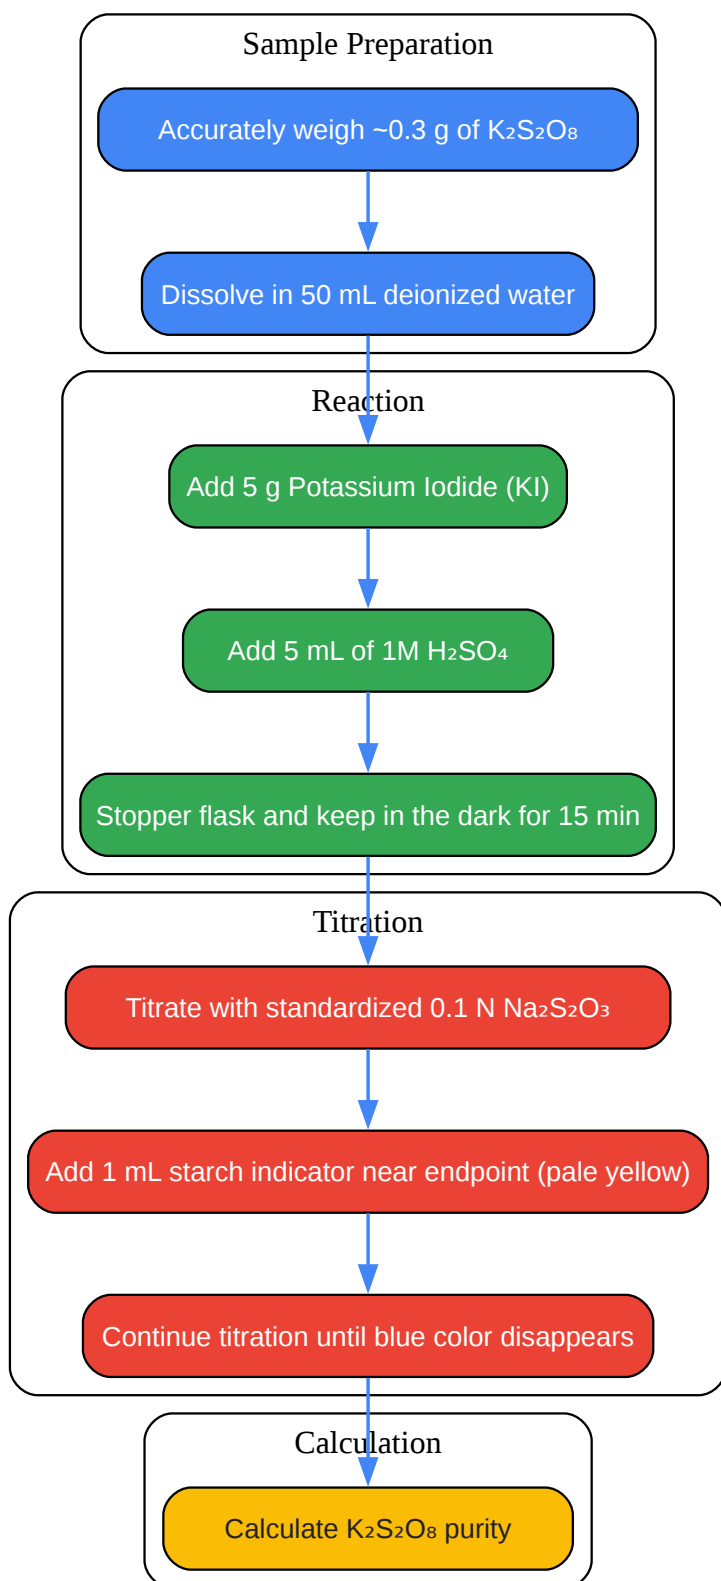 Sample Preparation
Accurately weigh ~0.3 g of K₂S₂O₈
Dissolve in 50 mL deionized water
Reaction
Add 5 g Potassium Iodide (KI)
Add 5 mL of 1M H₂SO₄
Stopper flask and keep in the dark for 15 min
Titration
Titrate with standardized 0.1 N Na₂S₂O₃
Add 1 mL starch indicator near endpoint (pale yellow)
Continue titration until blue color disappears
Calculation
Calculate K₂S₂O₈ purity